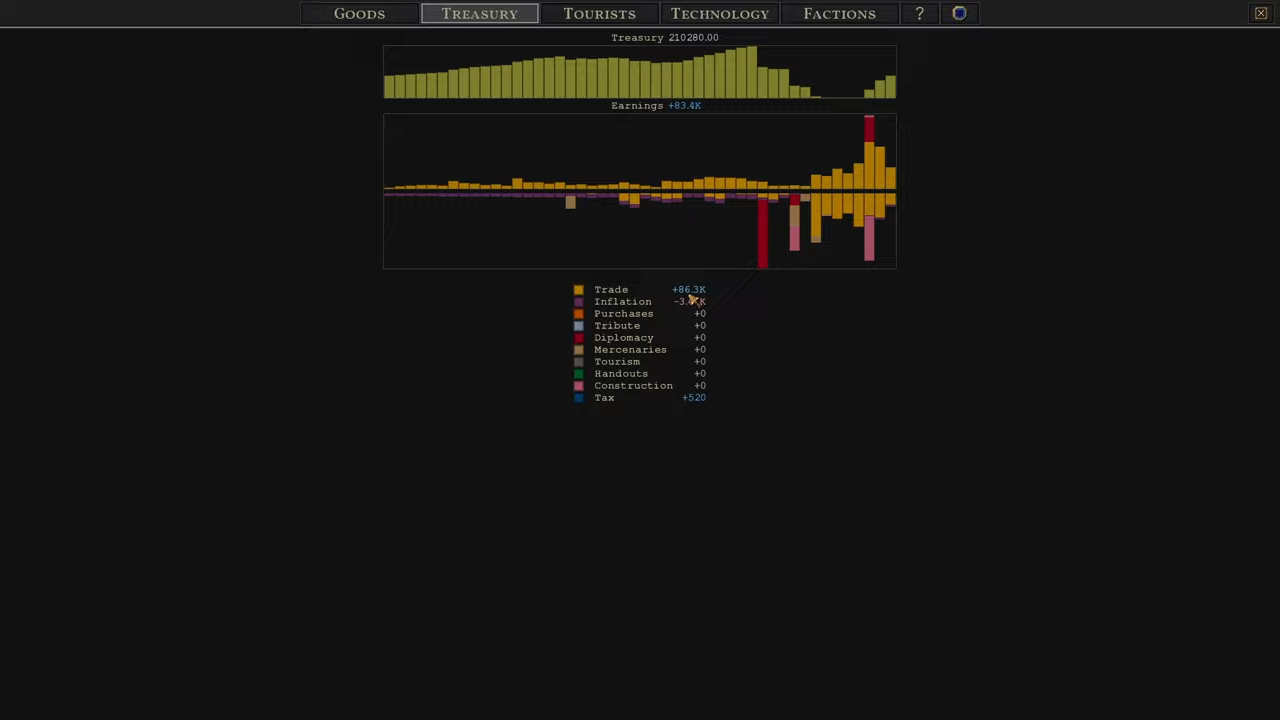 GOODS TREASURY TOURISTS TECHNOLOGY FACTIONS ?
Treasury 210280.00
Earnings +83.4K
Trade +86.3K
Inflation
Purchases +0
Tribute +0
Diplomacy +0
Mercenaries +0
Tourism +0
Handouts +0
Construction +0
Tax +520